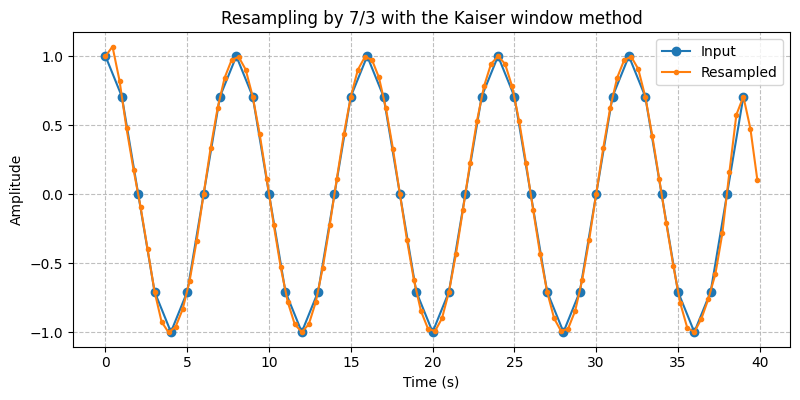 Resampling by 7/3 with the Kaiser window method
Input
Resampled
Amplitude
1.0
0.5
0.0
−0.5
−1.0
0 5 10 15 20 25 30 35 40
Time (s)